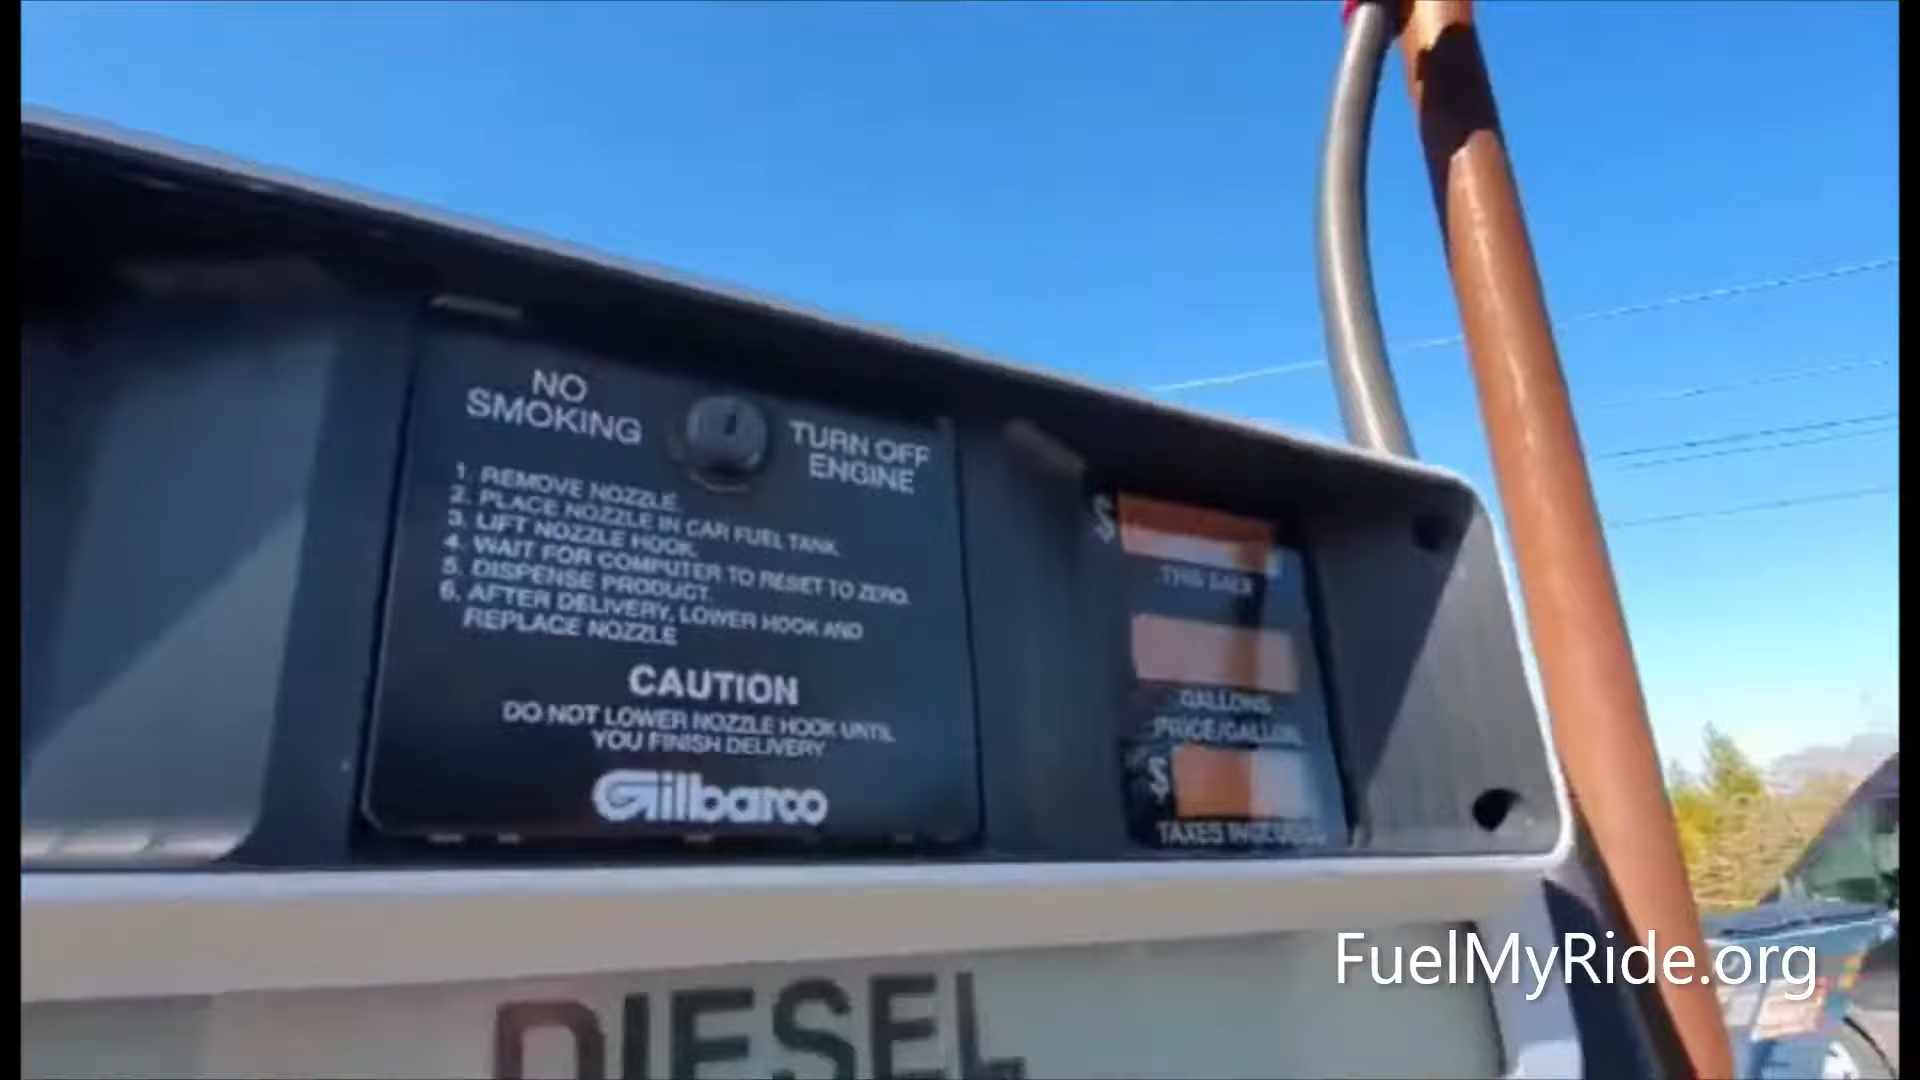 NO
SMOKING
TURN OFF
ENGINE
1. REMOVE NOZZLE.
2. PLACE NOZZLE IN CAR FUEL TANK.
3. LIFT NOZZLE HOOK.
4. WAIT FOR COMPUTER TO RESET TO ZERO.
5. DISPENSE PRODUCT.
6. AFTER DELIVERY, LOWER HOOK AND
REPLACE NOZZLE
CAUTION
DO NOT LOWER NOZZLE HOOK UNTIL
YOU FINISH DELIVERY.
Gilbarco
$
THIS SALE
GALLONS
PRICE/GALLON
$
TAXES INCLUDED
DIESEL
FuelMyRide.org